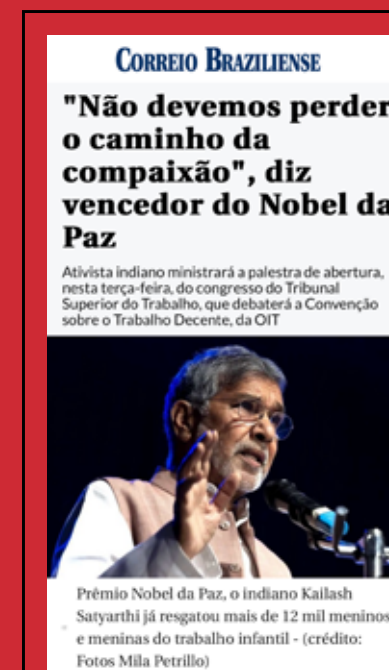 CORREIO BRAZILIENSE
"Não devemos perder
o caminho da
compaixão", diz
vencedor do Nobel da
Paz
Ativista indiano ministrará a palestra de abertura,
nesta terça-feira, do congresso do Tribunal
Superior do Trabalho, que debaterá a Convenção
sobre o Trabalho Decente, da OIT
Prêmio Nobel da Paz, o indiano Kailash
Satyarthi já resgatou mais de 12 mil meninos
e meninas do trabalho infantil - (crédito:
Fotos Mila Petrillo)